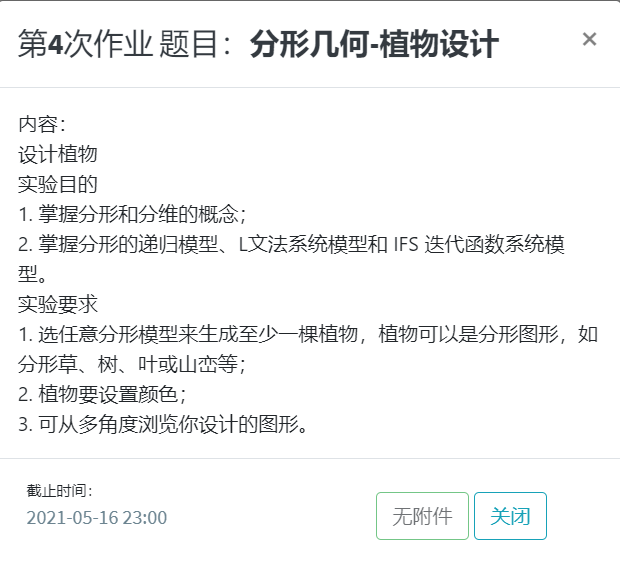 第4次作业 题目：分形几何-植物设计
×
内容：
设计植物
实验目的
1. 掌握分形和分维的概念；
2. 掌握分形的递归模型、L文法系统模型和 IFS 迭代函数系统模
型。
实验要求
1. 选任意分形模型来生成至少一棵植物，植物可以是分形图形，如
分形草、树、叶或山峦等；
2. 植物要设置颜色；
3. 可从多角度浏览你设计的图形。
截止时间：
2021-05-16 23:00
无附件
关闭